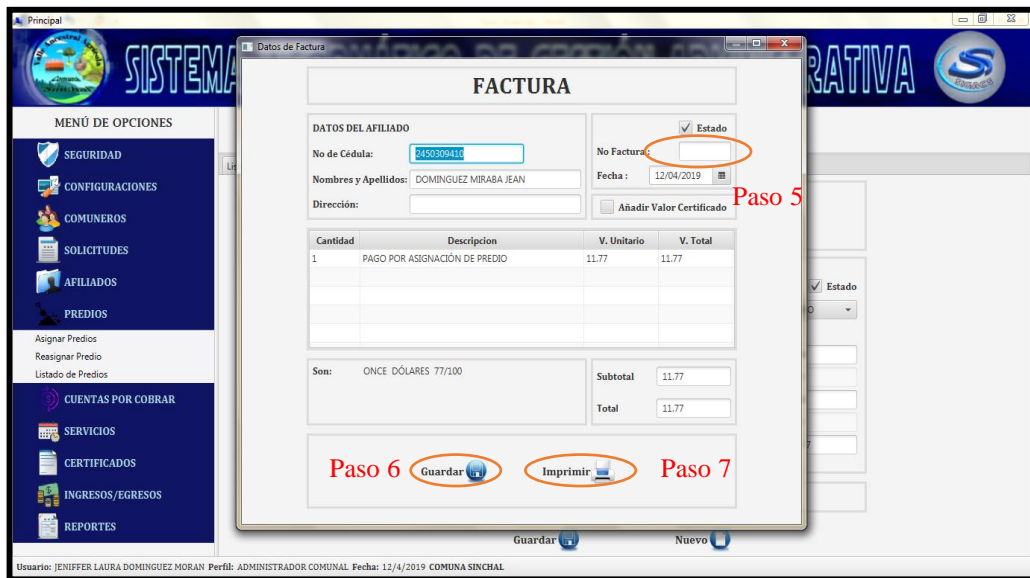 Principal
SISTEMA
RATIVA
Datos de Factura
FACTURA
MENÚ DE OPCIONES
SEGURIDAD
CONFIGURACIONES
COMUNEROS
SOLICITUDES
AFILIADOS
PREDIOS
Asignar Predios
Reasignar Predio
Listado de Predios
CUENTAS POR COBRAR
SERVICIOS
CERTIFICADOS
INGRESOS/EGRESOS
REPORTES
DATOS DEL AFILIADO
No de Cédula: 2450309410
Nombres y Apellidos: DOMINGUEZ MIRABA JEAN
Dirección:
Estado
No Factura:
Fecha : 12/04/2019
Paso 5
Añadir Valor Certificado
Cantidad Descripcion V. Unitario V. Total
1 PAGO POR ASIGNACIÓN DE PREDIO 11.77 11.77
Son: ONCE DÓLARES 77/100
Subtotal 11.77
Total 11.77
Paso 6 Guardar Imprimir Paso 7
Estado
Guardar Nuevo
Usuario: JENIFFER LAURA DOMINGUEZ MORAN Perfil: ADMINISTRADOR COMUNAL Fecha: 12/4/2019 COMUNA SINCHAL